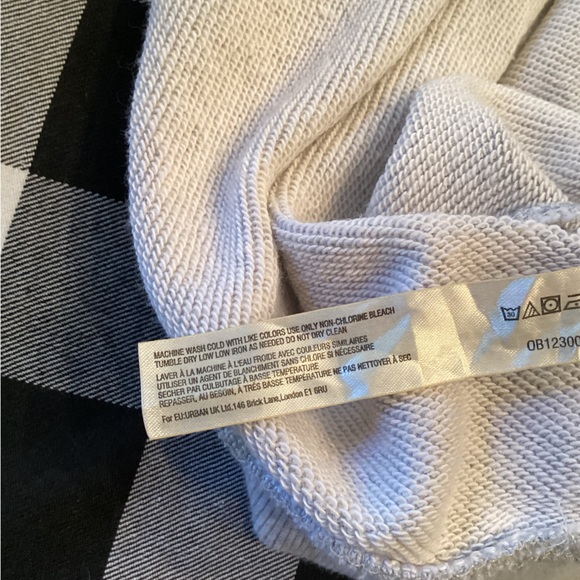 MACHINE WASH COLD WITH LIKE COLORS USE ONLY NON-CHLORINE BLEACH
TUMBLE DRY LOW LOW IRON AS NEEDED DO NOT DRY CLEAN
LAVER À LA MACHINE À L'EAU FROIDE AVEC COULEURS SIMILAIRES
UTILISER UN AGENT DE BLANCHIMENT SANS CHLORE SI NÉCESSAIRE
SÉCHER PAR CULBUTAGE À BASSE TEMPÉRATURE
REPASSER, AU BESOIN, À TRÈS BASSE TEMPÉRATURE NE PAS NETTOYER À SEC
For EU:URBAN UK Ltd.146 Brick Lane,London E1 6RU
30
OB12300